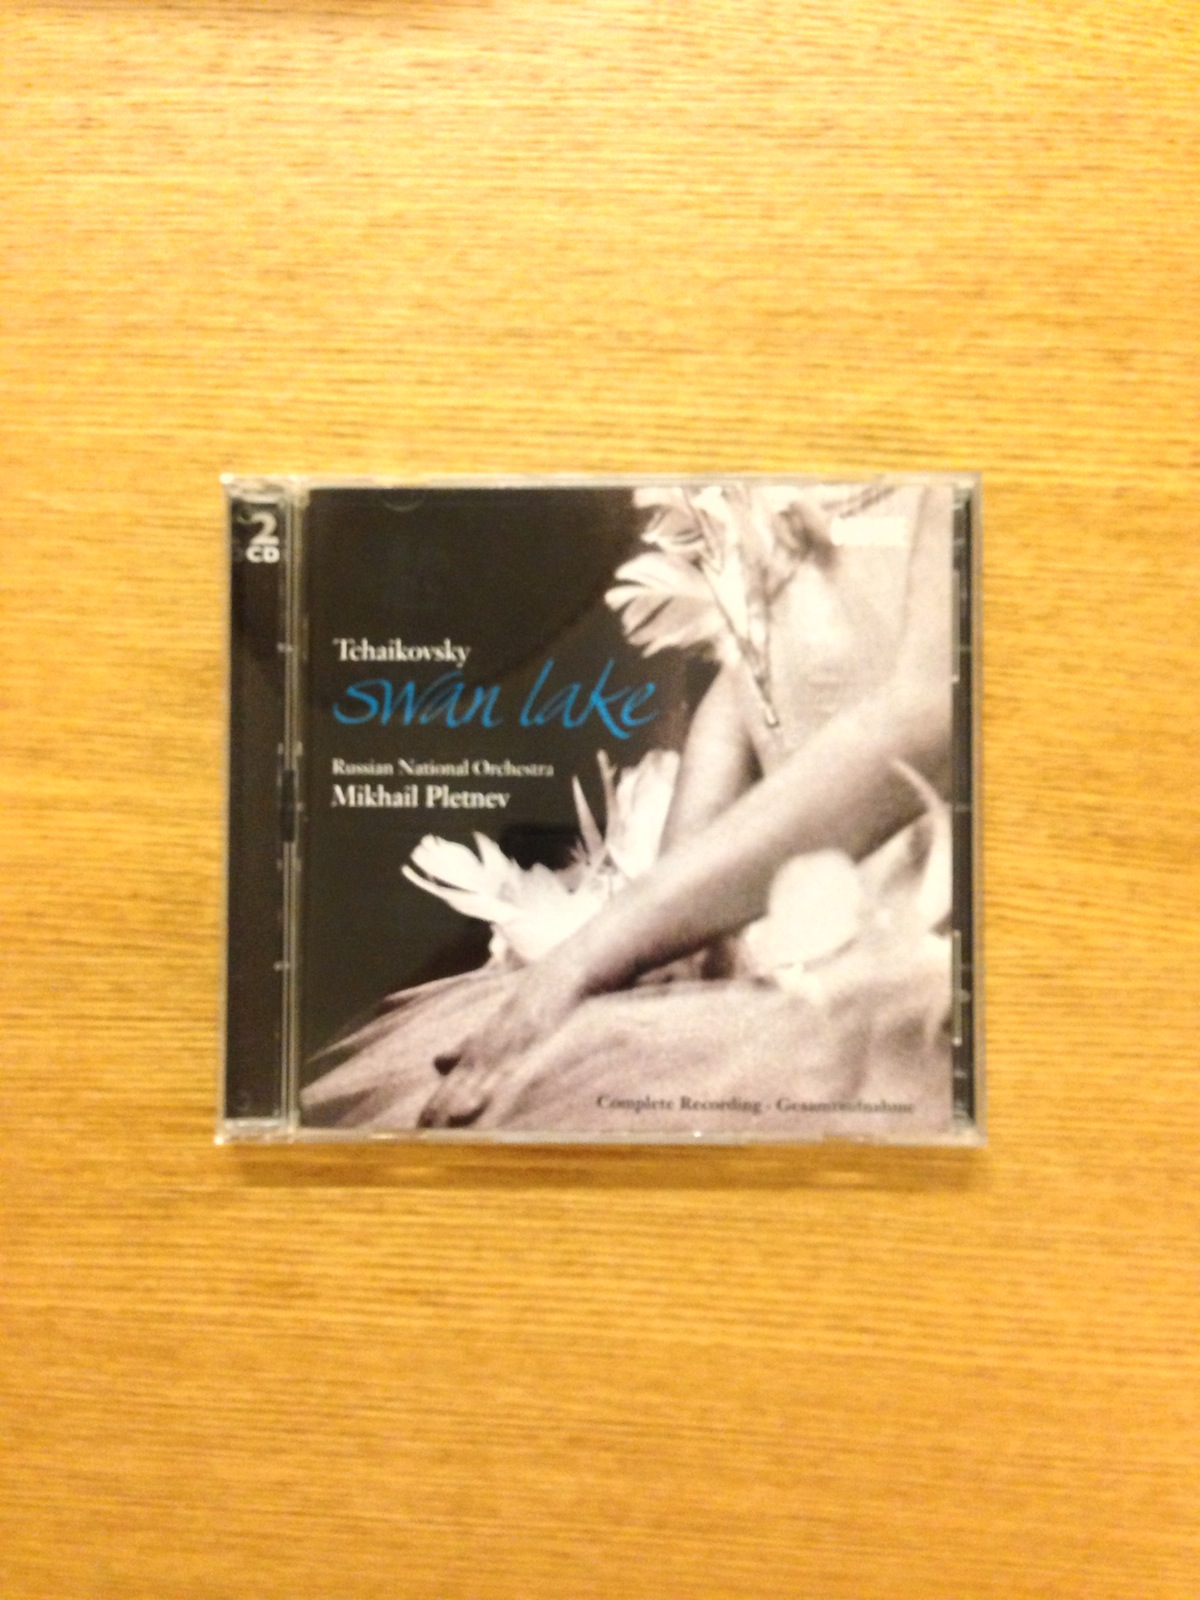 2
CD
Tchaikovsky
swan lake
Russian National Orchestra
Mikhail Pletnev
Complete Recording · Gesamtaufnahme